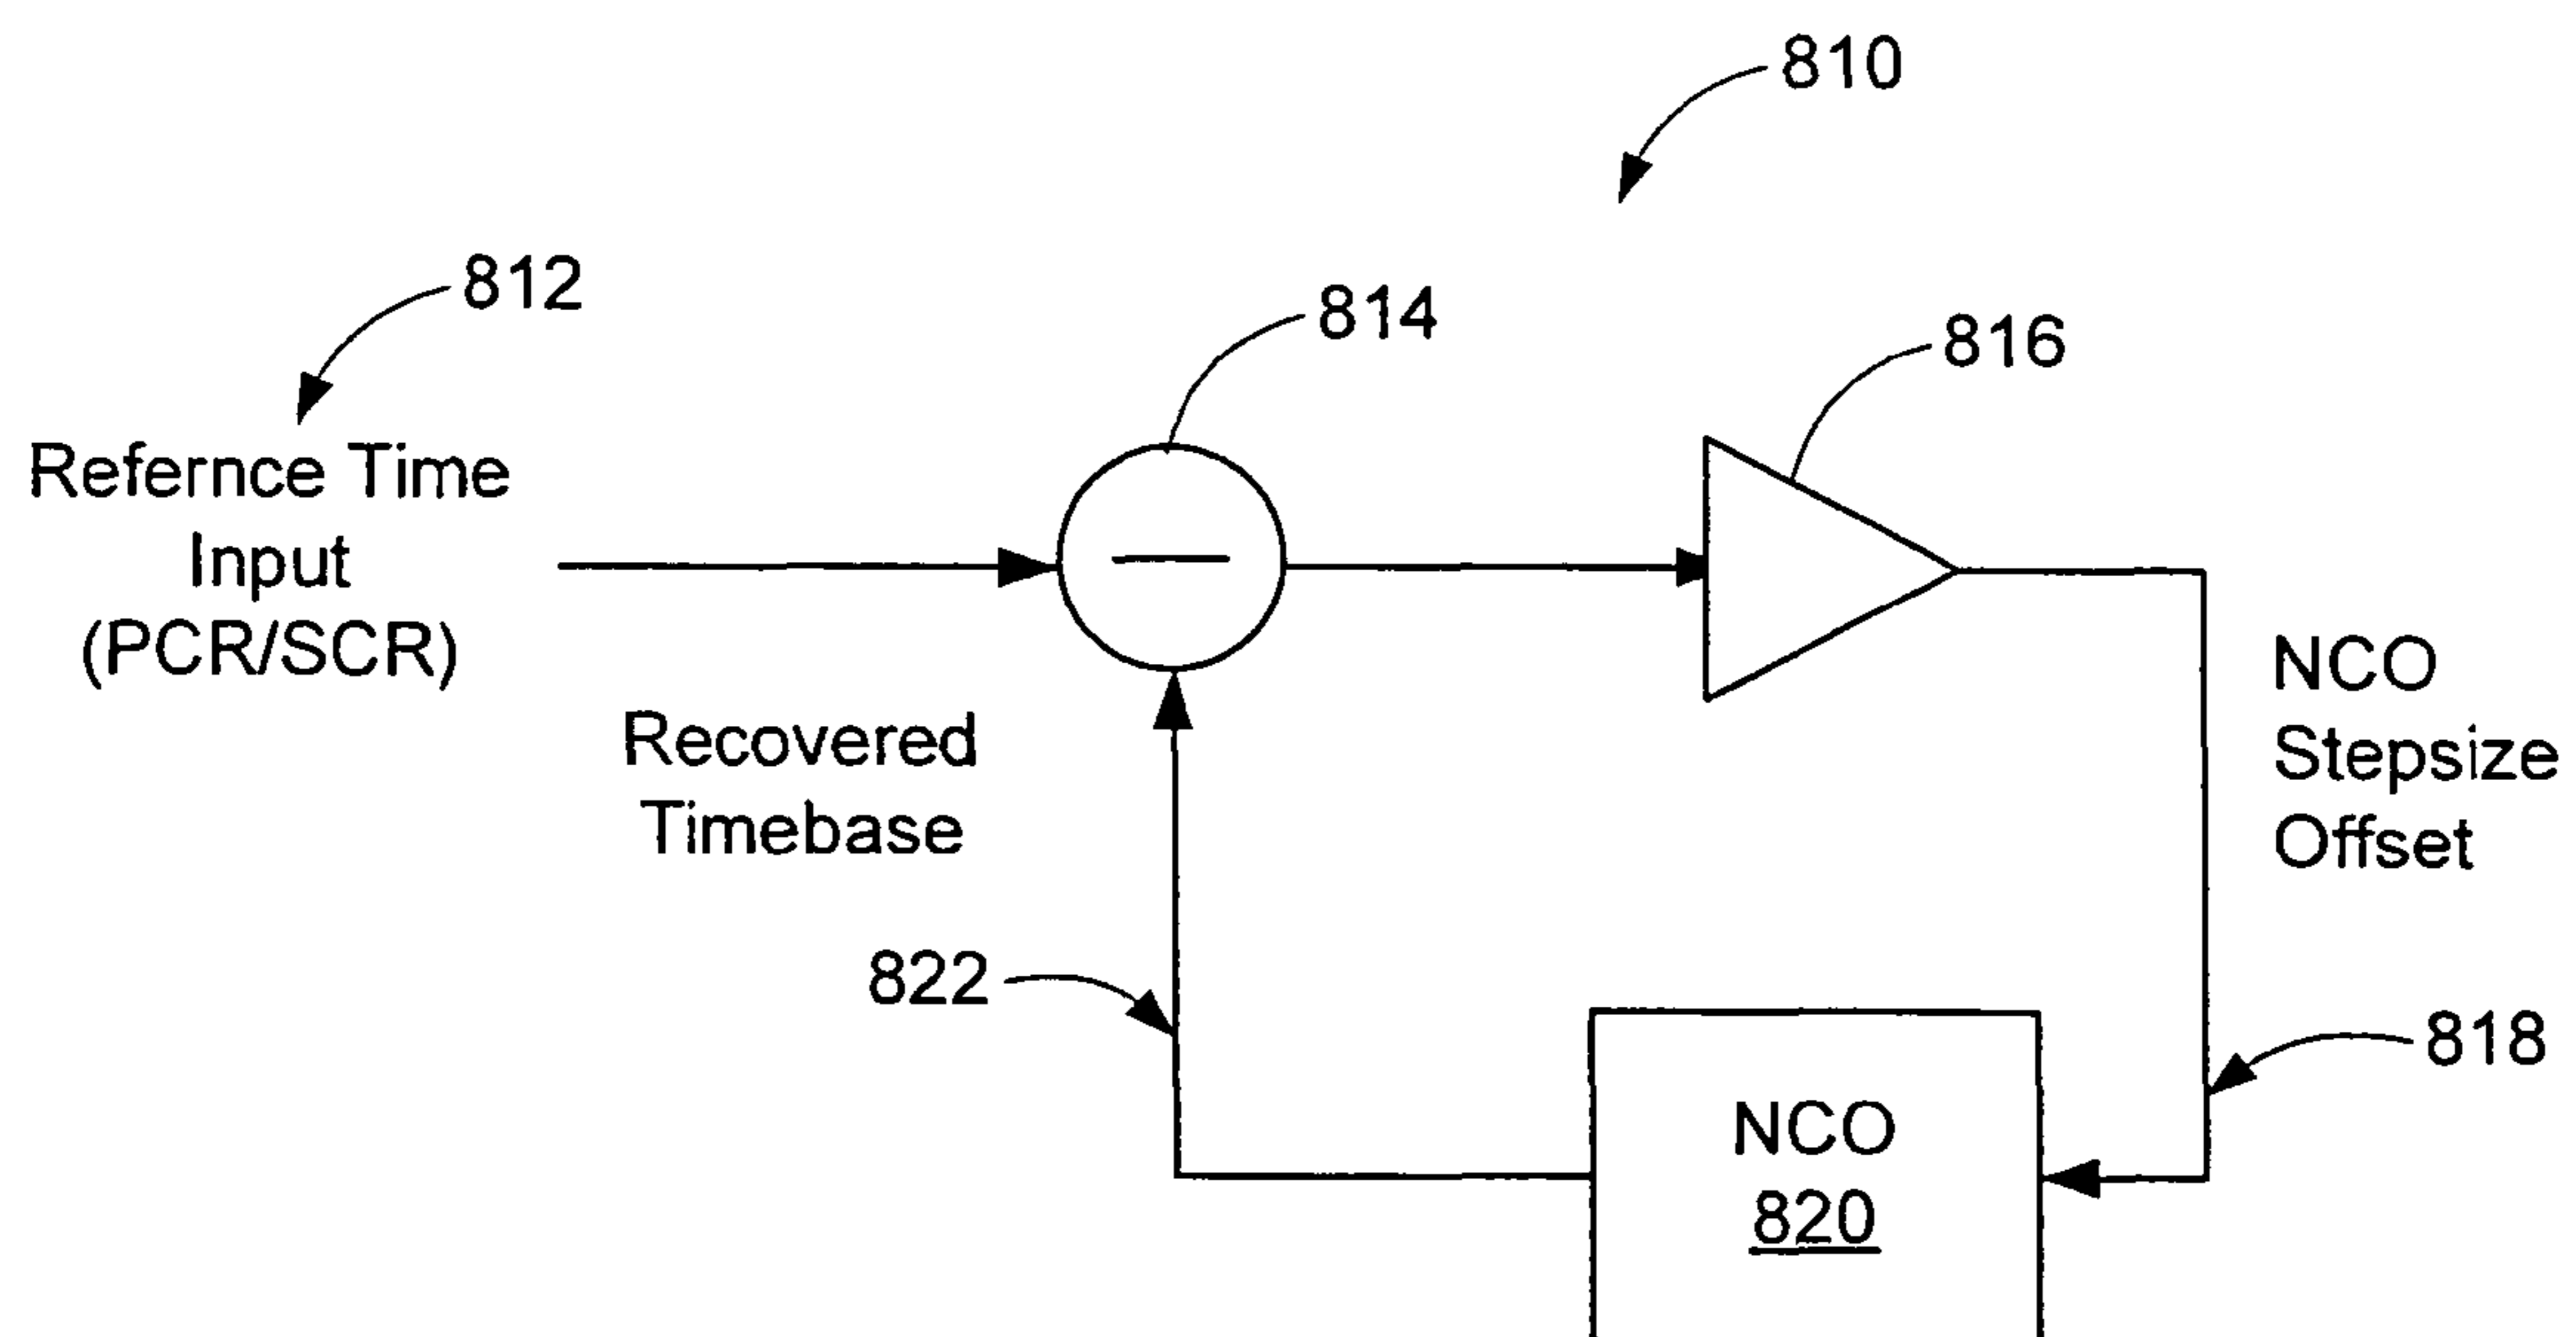 810
812
814
816
Refernce Time
Input
(PCR/SCR)
Recovered
Timebase
NCO
Stepsize
Offset
822
818
NCO
820